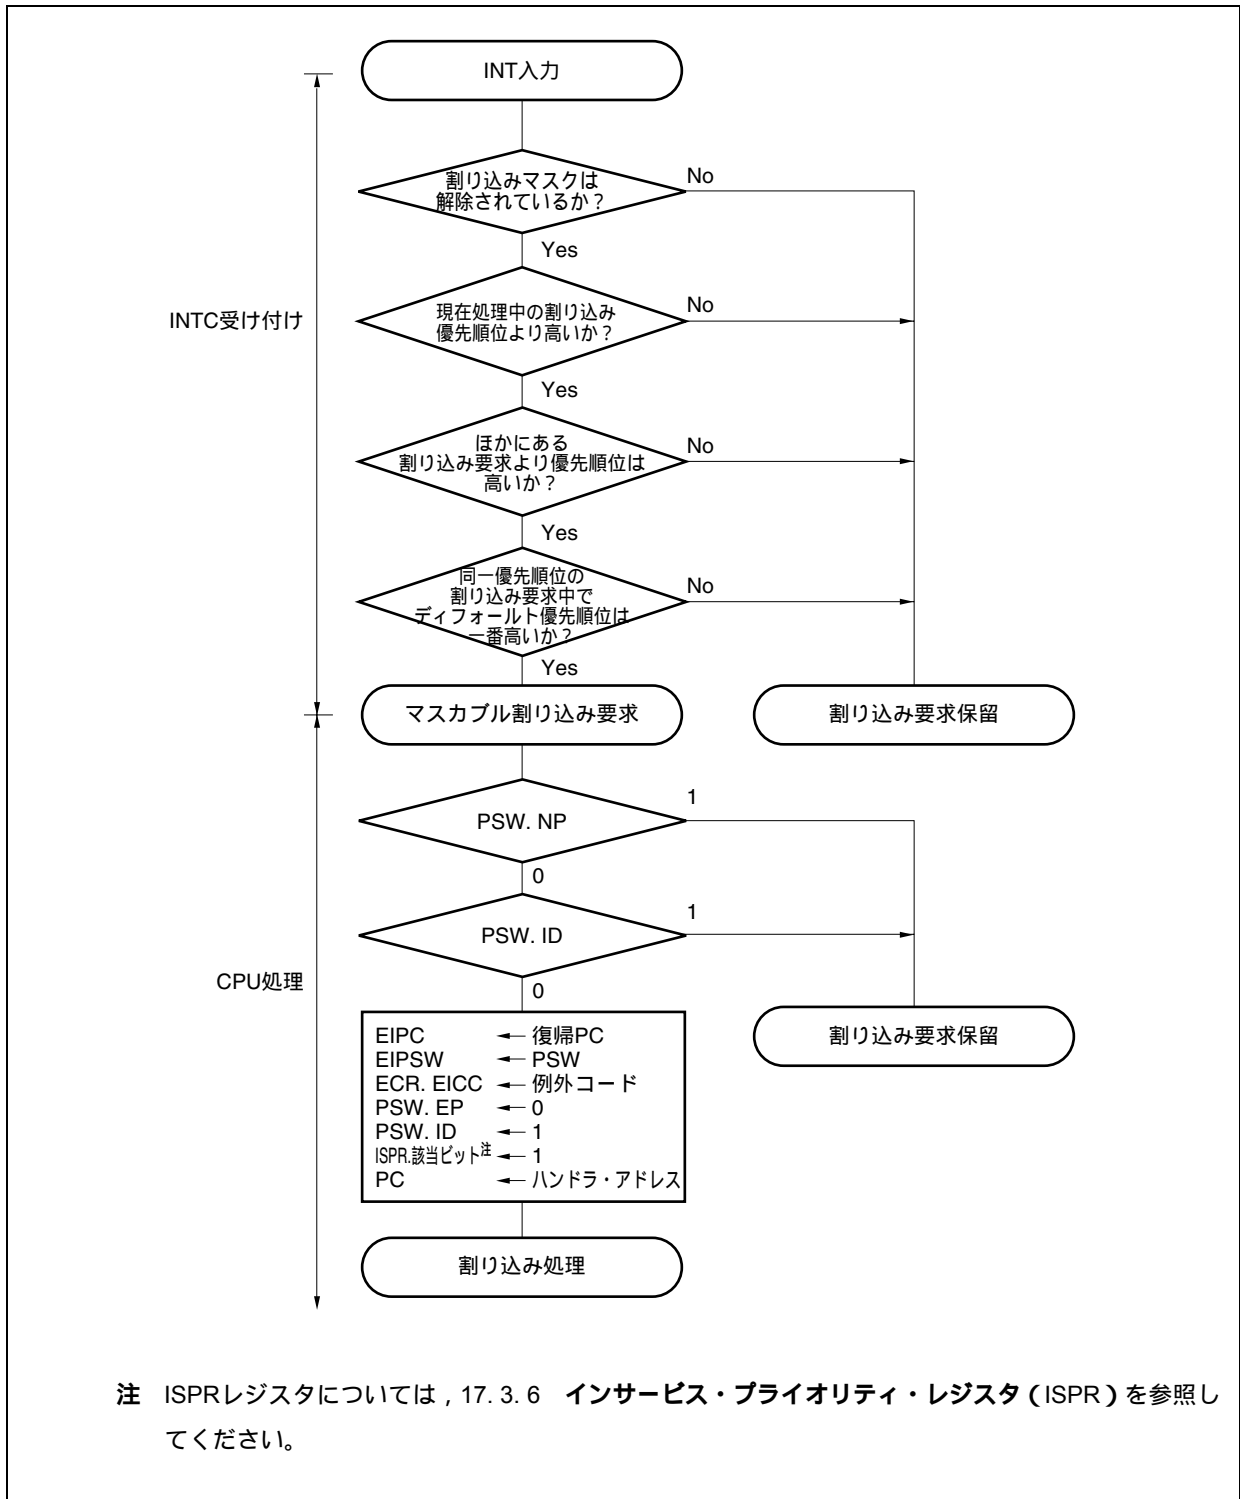 INT入力
割り込みマスクは
解除されているか？
No
Yes
INTC受け付け
現在処理中の割り込み
優先順位より高いか？
No
Yes
ほかにある
割り込み要求より優先順位は
高いか？
No
Yes
同一優先順位の
割り込み要求中で
ディフォールト優先順位は
一番高いか？
No
Yes
マスカブル割り込み要求
割り込み要求保留
PSW. NP
1
0
PSW. ID
1
0
CPU処理
割り込み要求保留
EIPC ← 復帰PC
EIPSW ← PSW
ECR. EICC ← 例外コード
PSW. EP ← 0
PSW. ID ← 1
ISPR.該当ビット注 ← 1
PC ← ハンドラ・アドレス
割り込み処理
注 ISPRレジスタについては，17. 3. 6 インサービス・プライオリティ・レジスタ（ISPR）を参照し
てください。